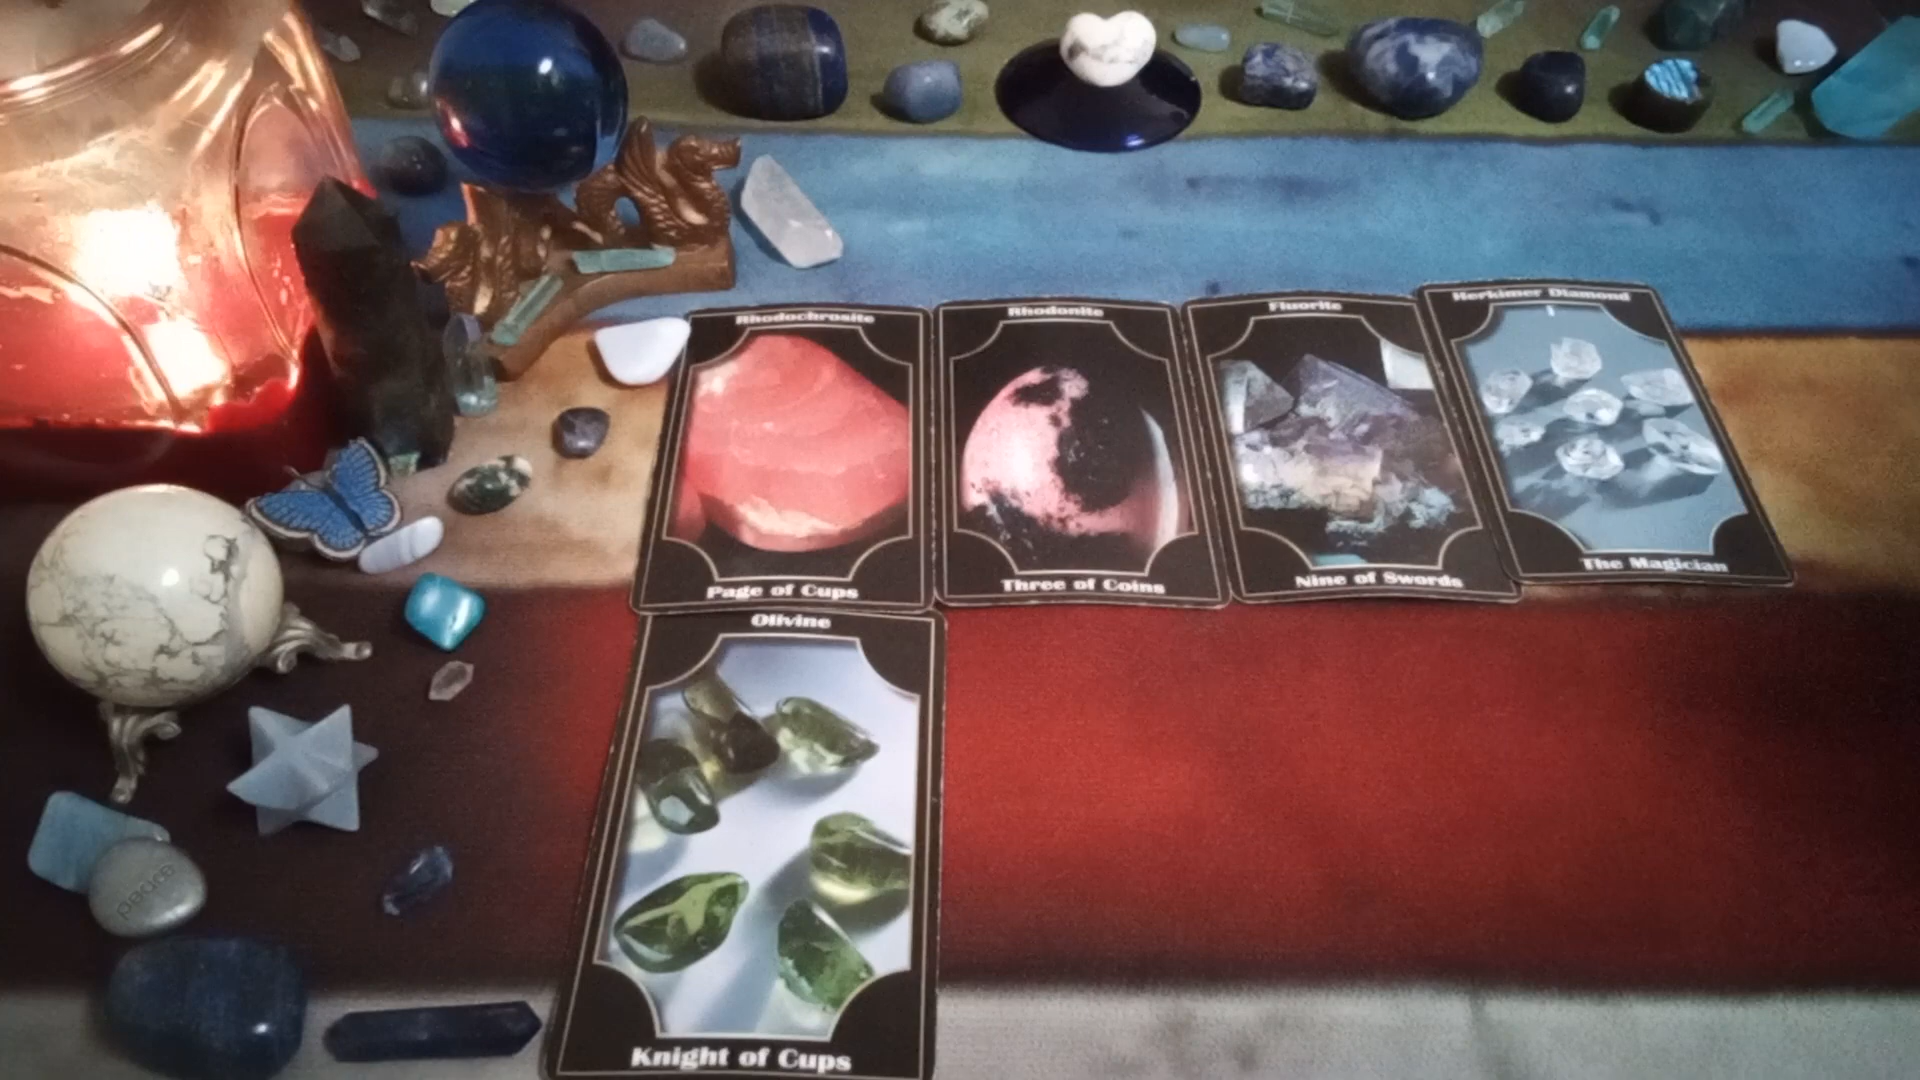 Rhodochrosite
Page of Cups
Rhodonite
Three of Coins
Fluorite
Nine of Swords
Herkimer Diamond
The Magician
Olivine
Knight of Cups
peace